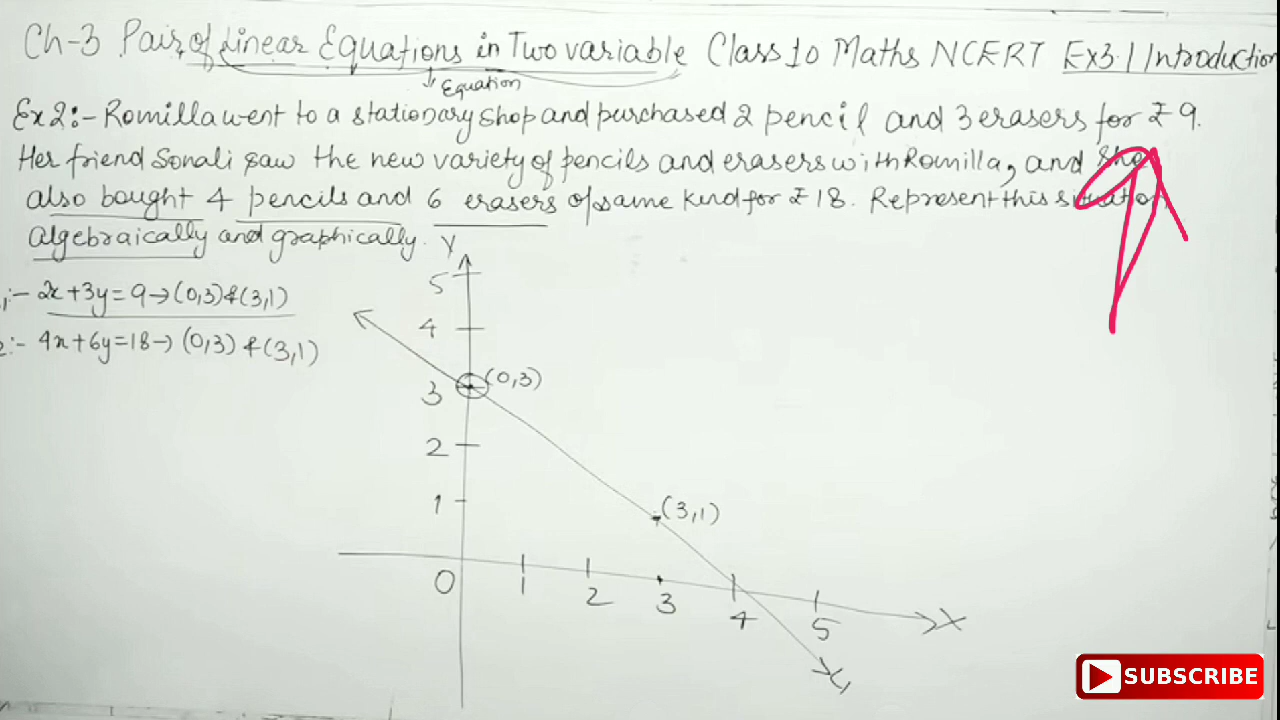 Ch-3 Pair of Linear Equations in Two variable Class 10 Maths NCERT Ex3.1 Introduction
Equation
Ex2:- Romilla went to a stationary shop and purchased 2 pencil and 3 erasers for ₹ 9.
Her friend Sonali saw the new variety of pencils and erasers with Romilla, and she
also bought 4 pencils and 6 erasers of same kind for ₹ 18. Represent this situation
algebraically and graphically.
:- 2x+3y=9→(0,3)&(3,1)
2:- 4x+6y=18→(0,3)&(3,1)
Y
5
4
3
(0,3)
2
1
(3,1)
0
1
2
3
4
5
X
SUBSCRIBE